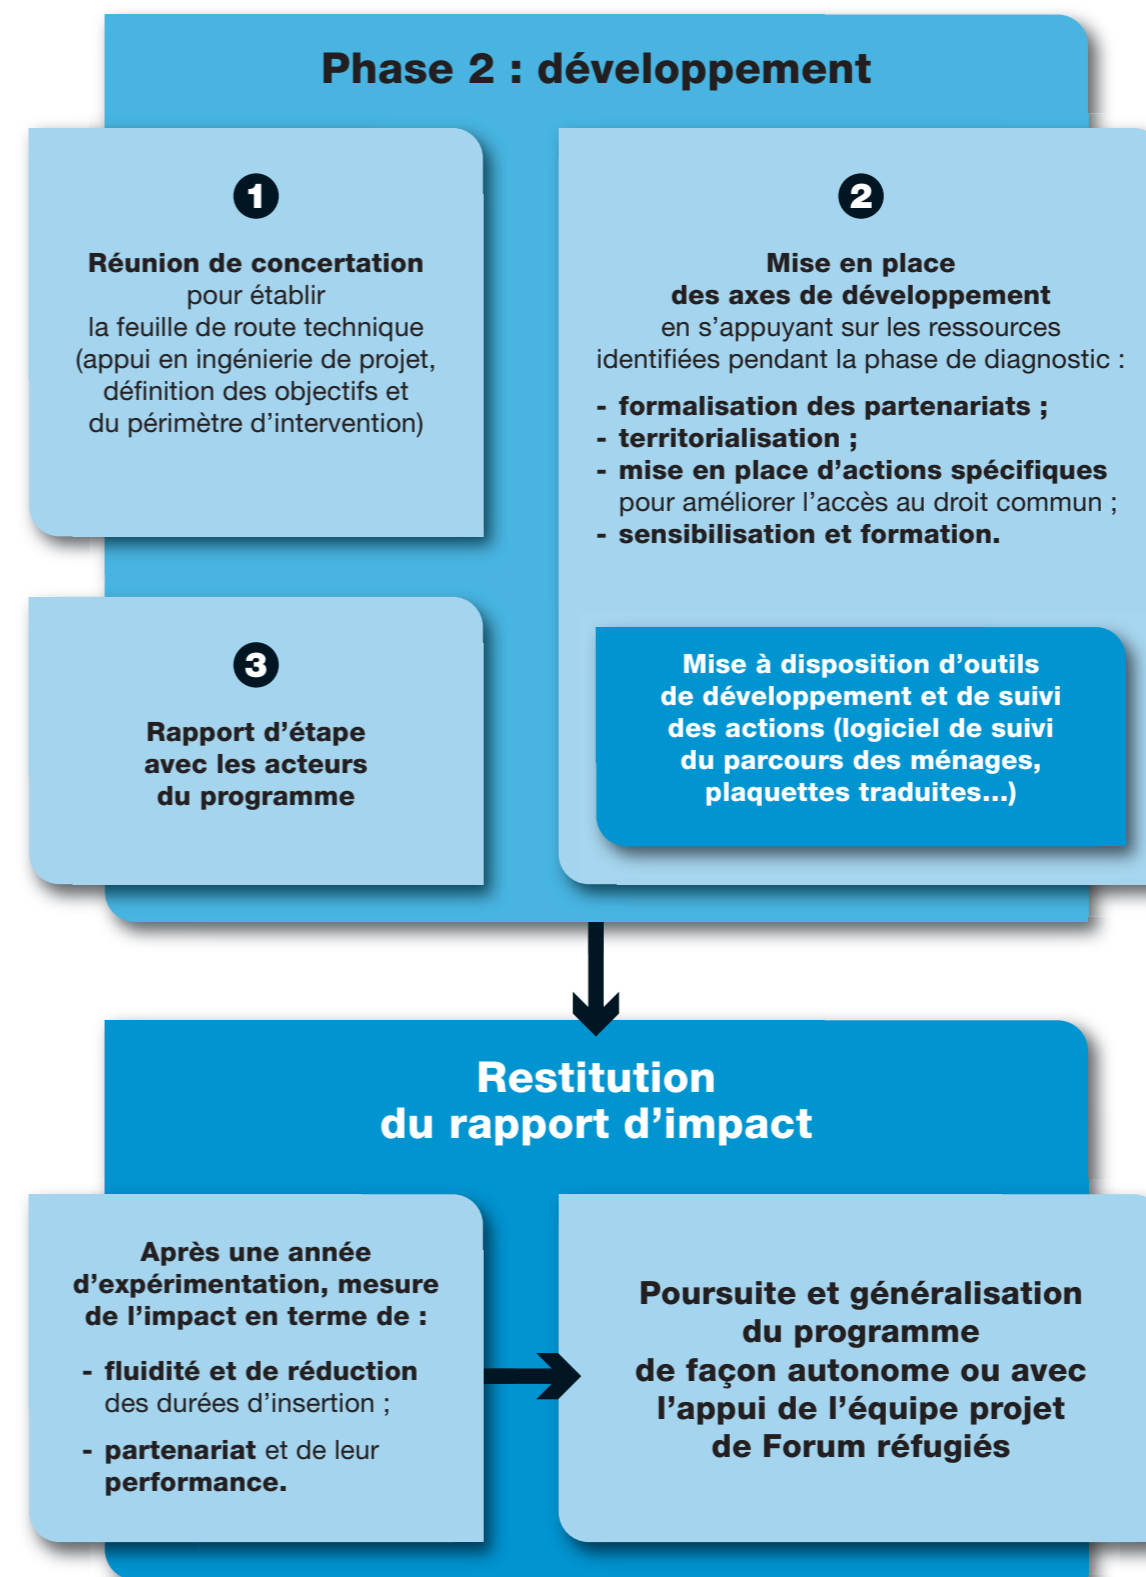 Phase 2 : développement
1
Réunion de concertation
pour établir
la feuille de route technique
(appui en ingénierie de projet,
définition des objectifs et
du périmètre d’intervention)
2
Mise en place
des axes de développement
en s’appuyant sur les ressources
identifiées pendant la phase de diagnostic :
- formalisation des partenariats ;
- territorialisation ;
- mise en place d’actions spécifiques
pour améliorer l’accès au droit commun ;
- sensibilisation et formation.
Mise à disposition d’outils
de développement et de suivi
des actions (logiciel de suivi
du parcours des ménages,
plaquettes traduites...)
3
Rapport d’étape
avec les acteurs
du programme
Restitution
du rapport d’impact
Après une année
d’expérimentation, mesure
de l’impact en terme de :
- fluidité et de réduction
des durées d’insertion ;
- partenariat et de leur
performance.
Poursuite et généralisation
du programme
de façon autonome ou avec
l’appui de l’équipe projet
de Forum réfugiés